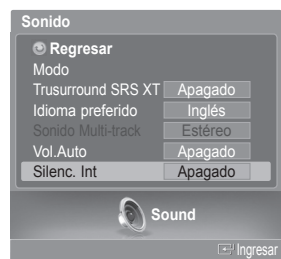 Sonido
Regresar
Modo
Trusurround SRS XT Apagado
Idioma preferido Inglés
Sonido Multi-track Estéreo
Vol.Auto Apagado
Silenc. Int Apagado
Sound
Ingresar